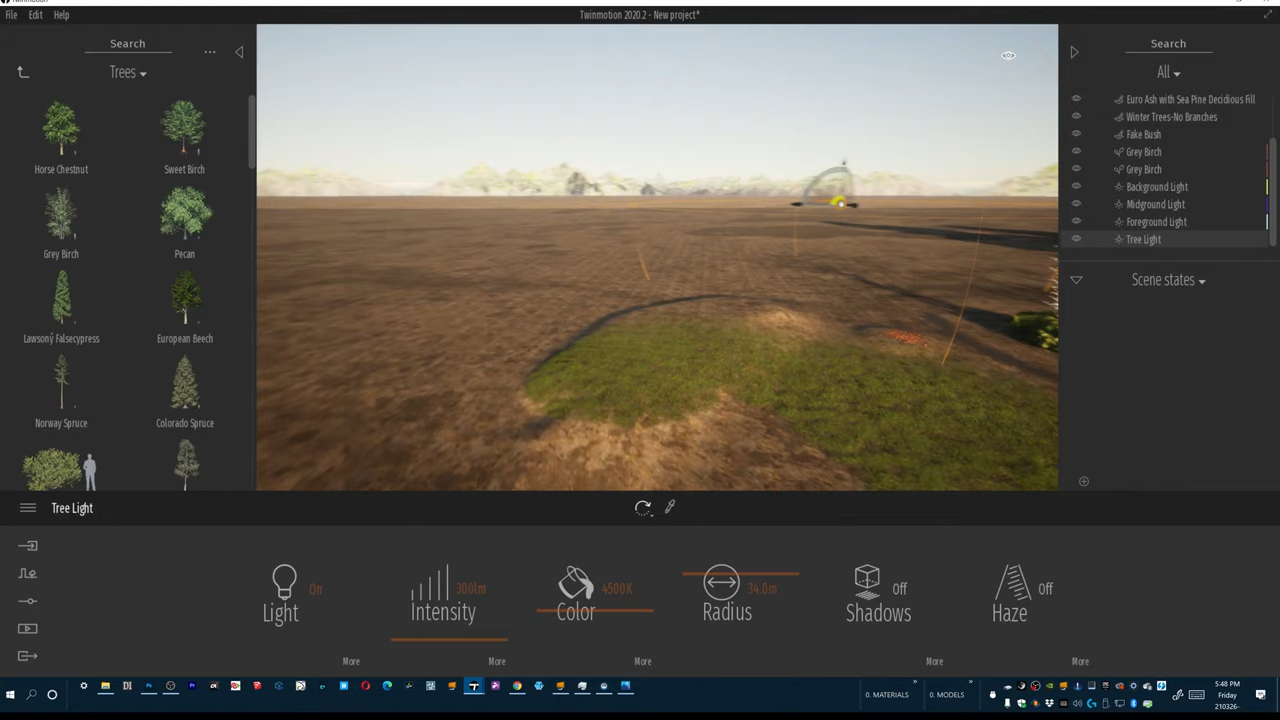 Twinmotion
File Edit Help
Twinmotion 2020.2 - New project*
Search
Trees
Horse Chestnut
Sweet Birch
Grey Birch
Pecan
Lawsony Falsecypress
European Beech
Norway Spruce
Colorado Spruce
Search
All
Euro Ash with Sea Pine Decidious Fill
Winter Trees-No Branches
Fake Bush
Grey Birch
Grey Birch
Background Light
Midground Light
Foreground Light
Tree Light
Scene states
Tree Light
Light On
Intensity 300lm
Color 4500K
Radius 34.0m
Shadows Off
Haze Off
More More More More More
0. MATERIALS
0. MODELS
5:48 PM
Friday
210326-